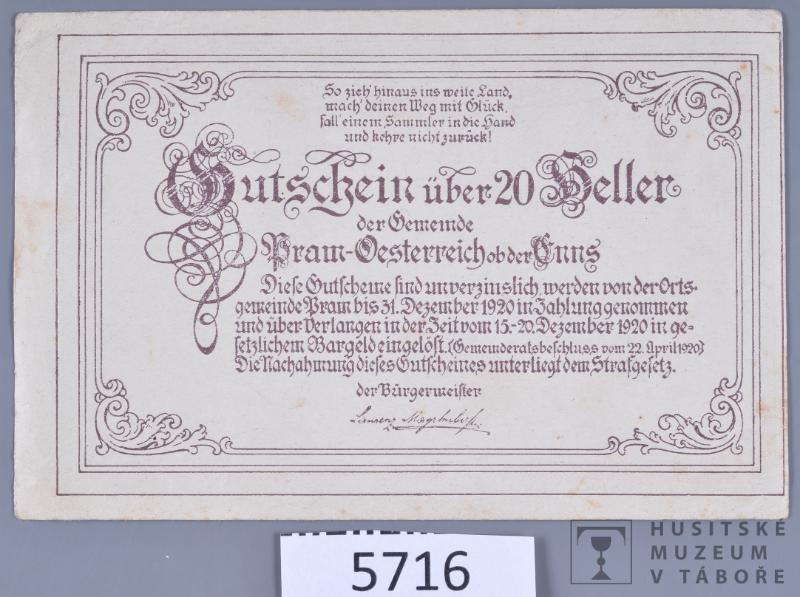 So zieh' hinaus ins weite Land,
mach' deinen Weg mit Glück,
fall' einem Sammler in die Hand
und kehre nicht zurück!
Gutschein über 20 Heller
der Gemeinde
Pram-Oesterreich ob der Enns
Diese Gutscheine sind unverzinslich, werden von der Orts-
gemeinde Pram bis 31. Dezember 1920 in Zahlung genommen
und über Verlangen in der Zeit vom 15.-20. Dezember 1920 in ge-
setzlichem Bargeld eingelöst. (Gemeinderatsbeschluss vom 22. April 1920)
Die Nachahmung dieses Gutscheines unterliegt dem Strafgesetz.
der Bürgermeister
5716
HUSITSKÉ
MUZEUM
V TÁBOŘE